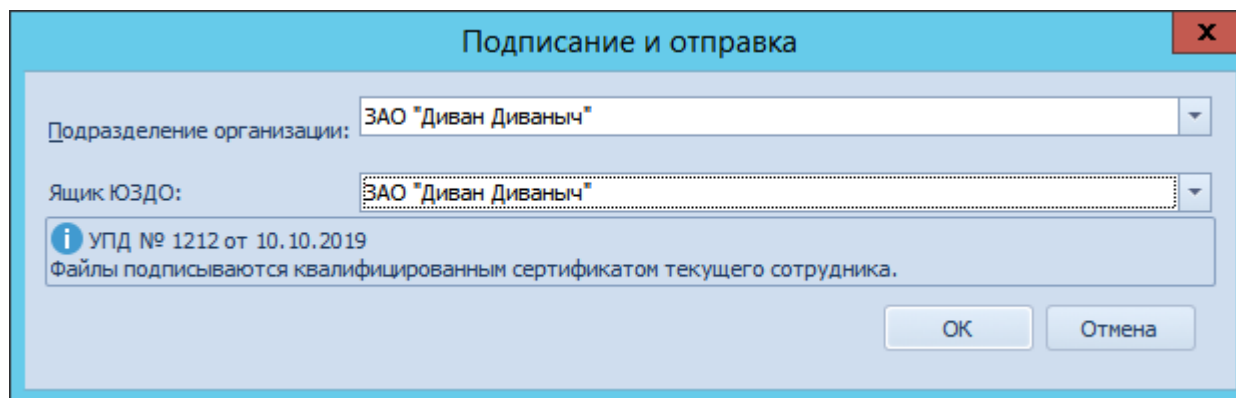 Подписание и отправка
x
Подразделение организации: ЗАО "Диван Диваныч"
Ящик ЮЗДО: ЗАО "Диван Диваныч"
i УПД № 1212 от 10.10.2019
Файлы подписываются квалифицированным сертификатом текущего сотрудника.
ОК Отмена